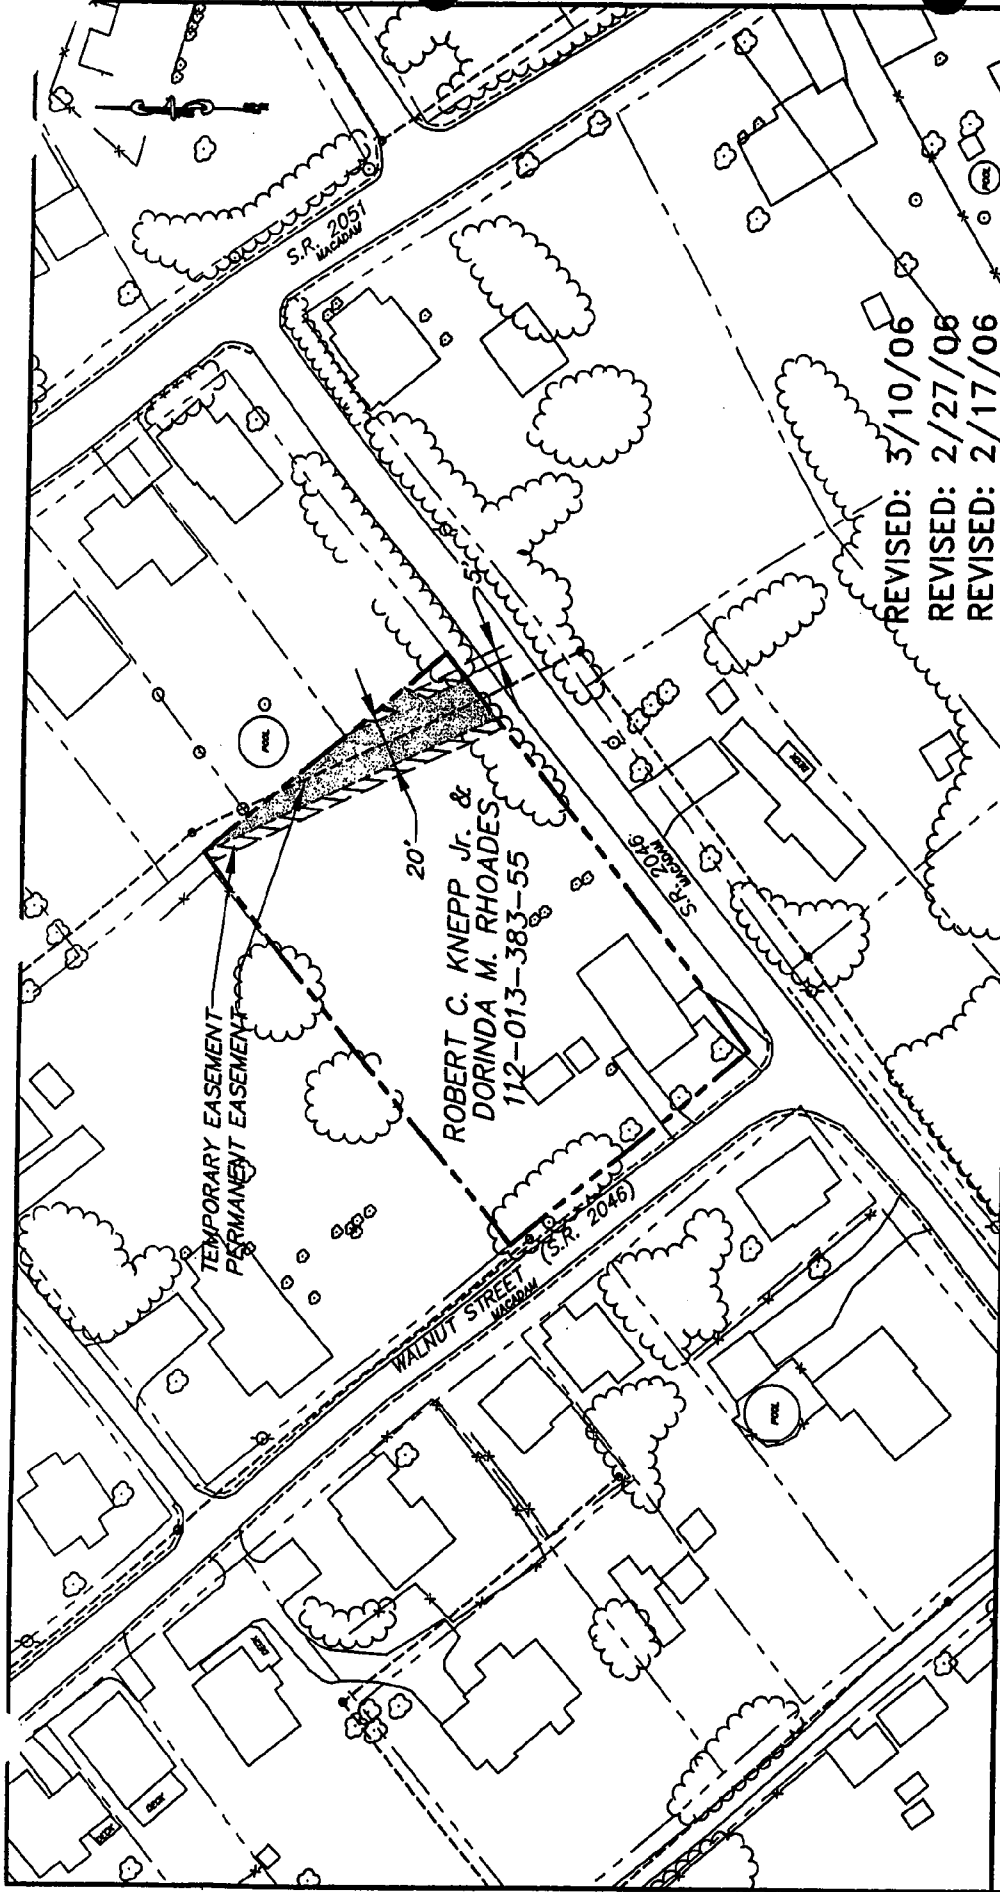 TEMPORARY EASEMENT
PERMANENT EASEMENT
ROBERT C. KNEPP Jr. &
DORINDA M. RHOADES
112-013-383-55
20'
5'
S.R. 2051
MACADAM
S.R. 2046
MACADAM
WALNUT STREET (S.R. 2046)
MACADAM
POOL
POOL
POOL
DECK
DECK
DECK
DECK
REVISED: 3/10/06
REVISED: 2/27/06
REVISED: 2/17/06